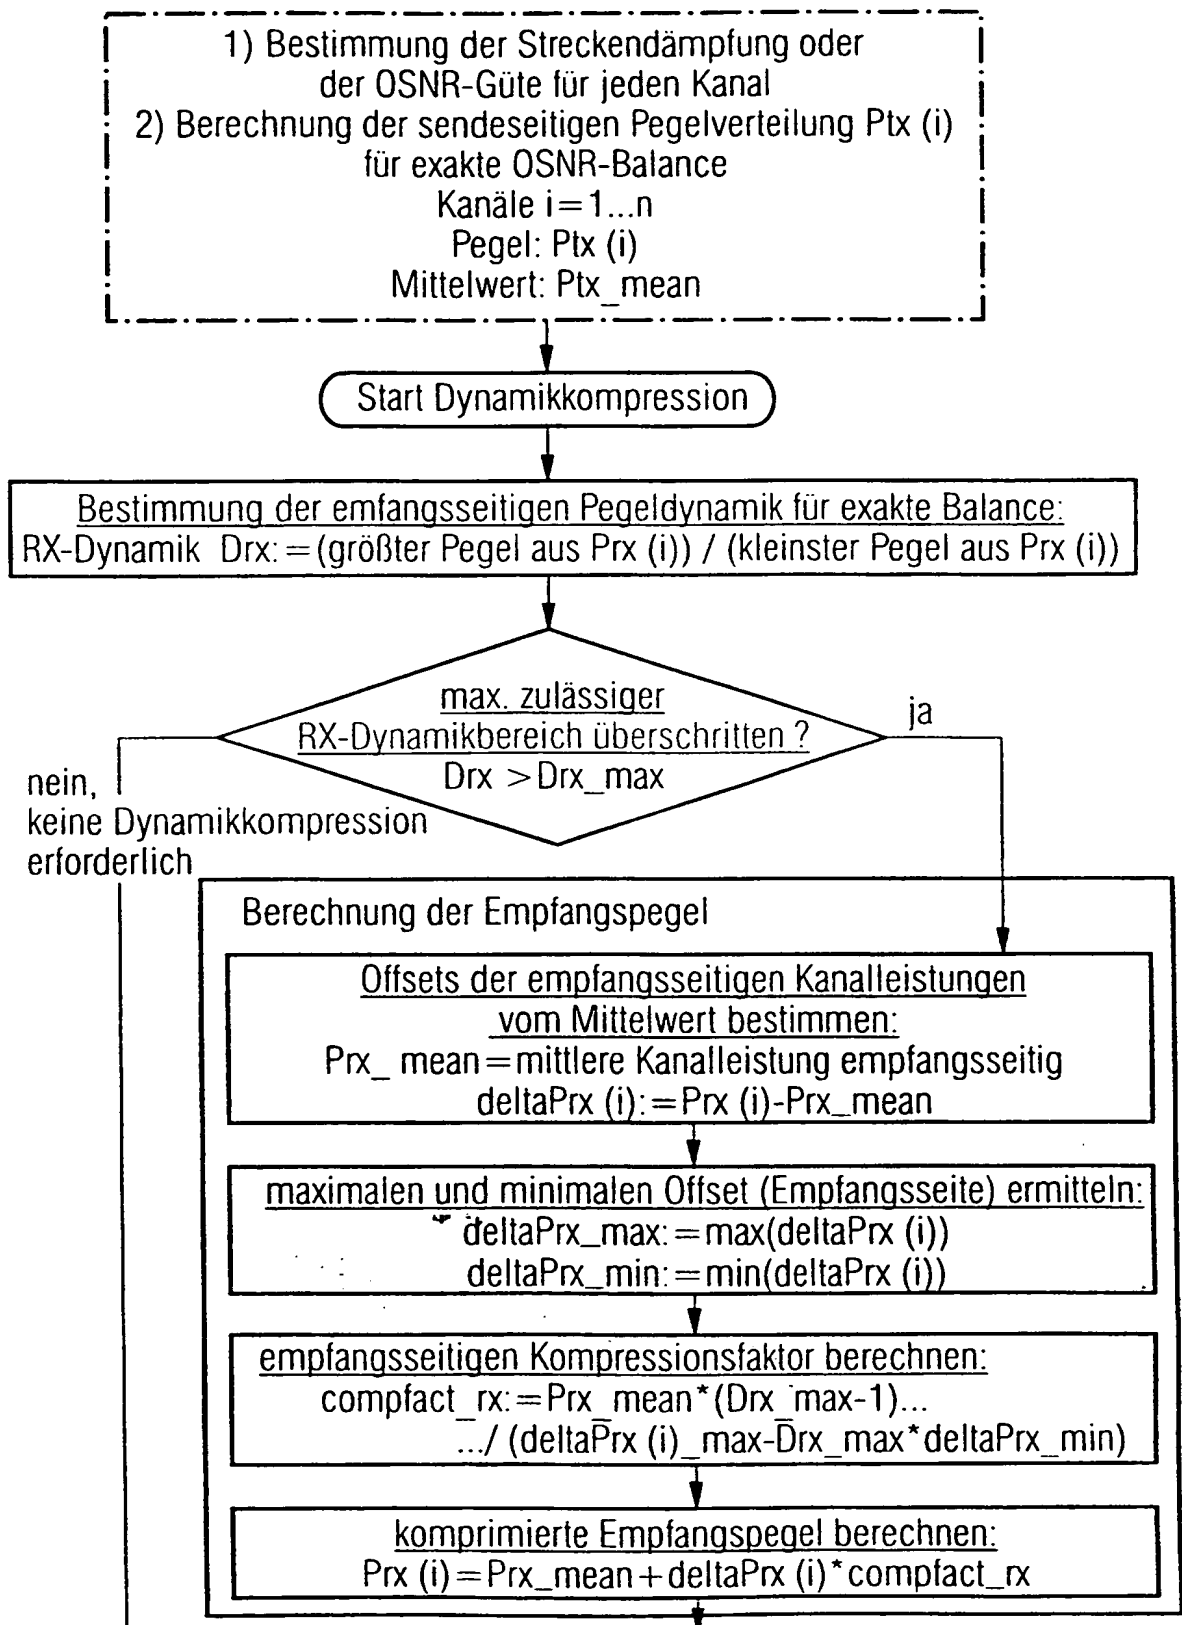 1) Bestimmung der Streckendämpfung oder
der OSNR-Güte für jeden Kanal
2) Berechnung der sendeseitigen Pegelverteilung Ptx (i)
für exakte OSNR-Balance
Kanäle i=1...n
Pegel: Ptx (i)
Mittelwert: Ptx_mean
Start Dynamikkompression
Bestimmung der emfangsseitigen Pegeldynamik für exakte Balance:
RX-Dynamik Drx:=(größter Pegel aus Prx (i)) / (kleinster Pegel aus Prx (i))
max. zulässiger
RX-Dynamikbereich überschritten ?
Drx >Drx_max
ja
nein,
keine Dynamikkompression
erforderlich
Berechnung der Empfangspegel
Offsets der empfangsseitigen Kanalleistungen
vom Mittelwert bestimmen:
Prx_ mean=mittlere Kanalleistung empfangsseitig
deltaPrx (i):=Prx (i)-Prx_mean
maximalen und minimalen Offset (Empfangsseite) ermitteln:
deltaPrx_max:=max(deltaPrx (i))
deltaPrx_min:=min(deltaPrx (i))
empfangsseitigen Kompressionsfaktor berechnen:
compfact_rx:=Prx_mean*(Drx_max-1)...
.../ (deltaPrx (i)_max-Drx_max*deltaPrx_min)
komprimierte Empfangspegel berechnen:
Prx (i)=Prx_mean+deltaPrx (i)*compfact_rx